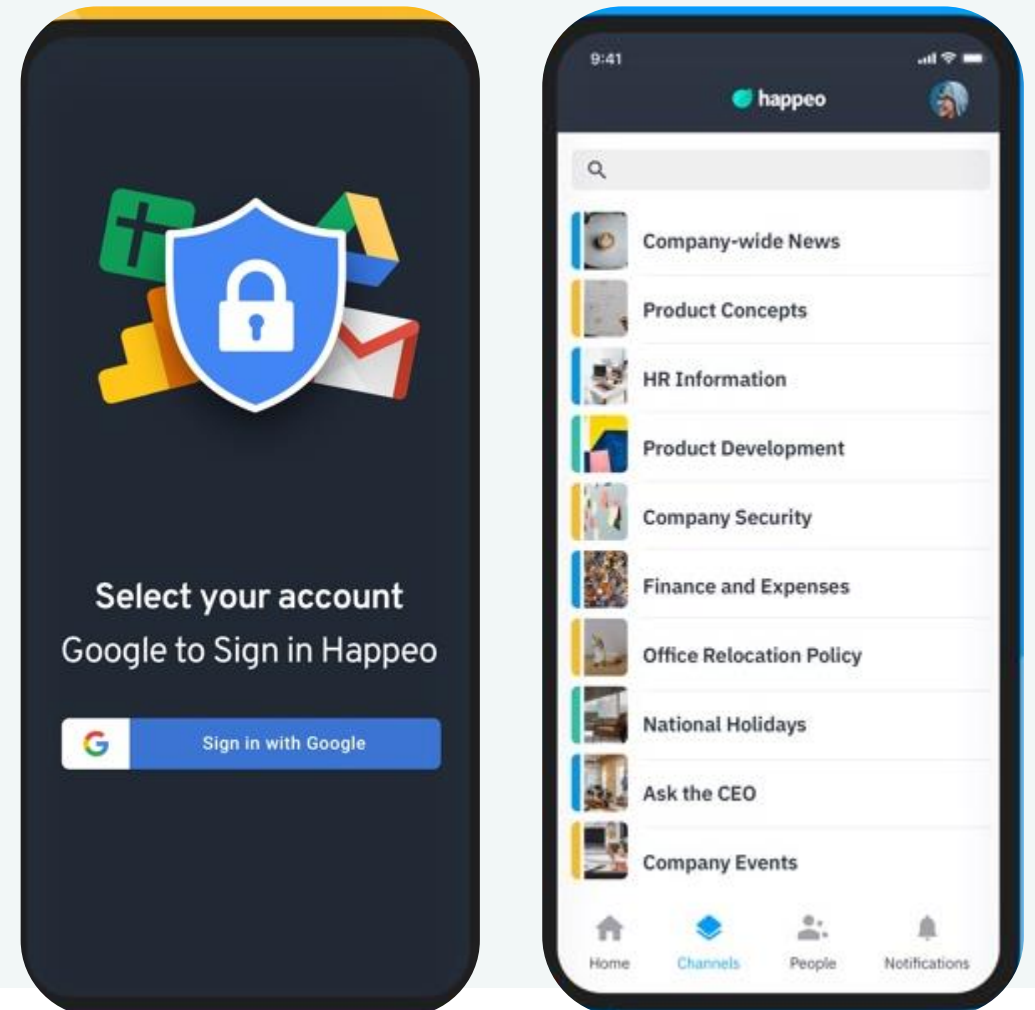 Select your account
Google to Sign in Happeo
Sign in with Google
9:41
happeo
Company-wide News
Product Concepts
HR Information
Product Development
Company Security
Finance and Expenses
Office Relocation Policy
National Holidays
Ask the CEO
Company Events
Home
Channels
People
Notifications